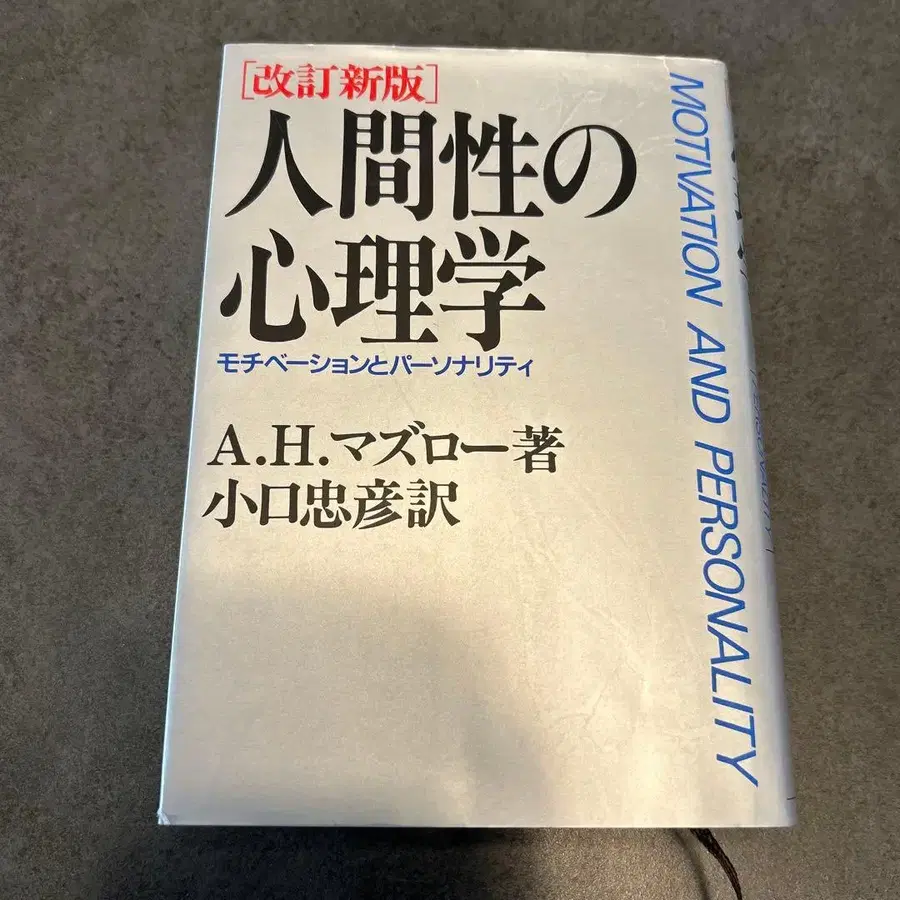 [改訂新版]
人間性の
心理学
モチベーションとパーソナリティ
A.H.マズロー著
小口忠彦訳
MOTIVATION AND PERSONALITY